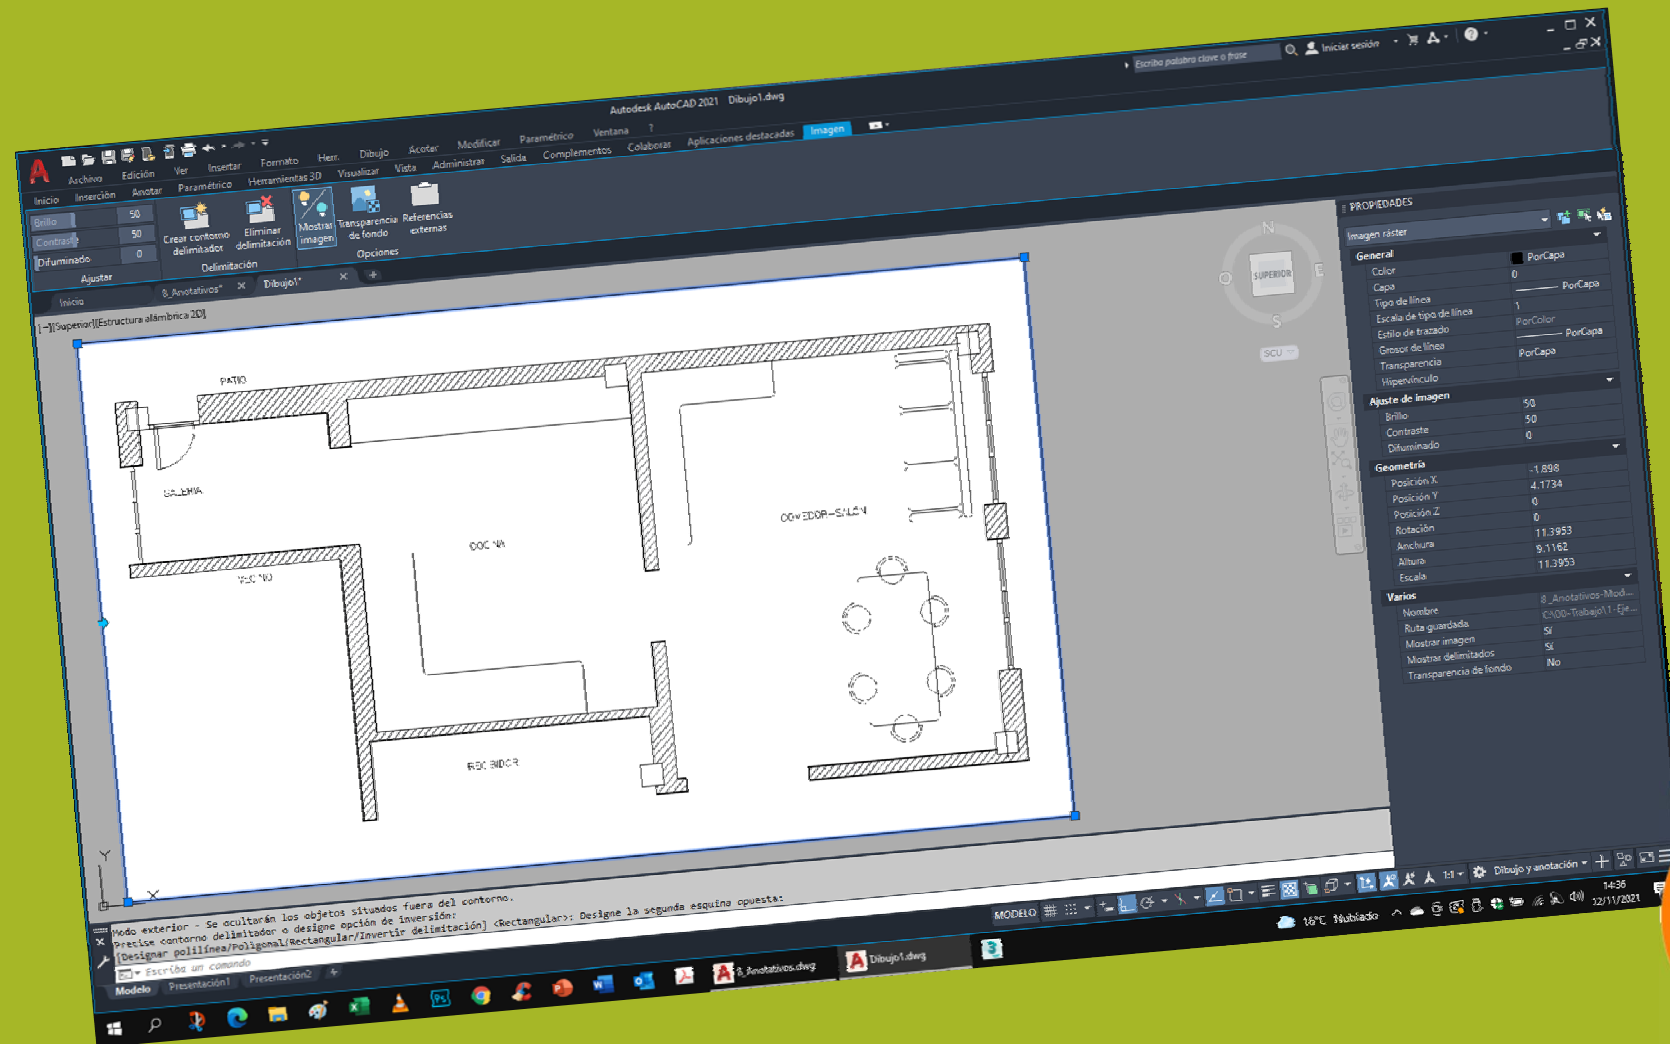 Autodesk AutoCAD 2021 Dibujo1.dwg
Escriba palabra clave o frase
Iniciar sesión
Archivo Edición Ver Insertar Formato Herr. Dibujo Acotar Modificar Paramétrico Ventana ?
Inicio Inserción Anotar Paramétrico Herramientas 3D Visualizar Vista Administrar Salida Complementos Colaborar Aplicaciones destacadas Imagen
Brillo 50
Contraste 50
Difuminado 0
Ajustar
Crear contorno delimitador
Eliminar delimitación
Delimitación
Mostrar imagen
Transparencia de fondo
Referencias externas
Opciones
Inicio
8_Anotativos*
Dibujo1*
[-][Superior][Estructura alámbrica 2D]
PATIO
GALERIA
VECINO
COCINA
COMEDOR-SALÓN
RECIBIDOR
N
O
SUPERIOR
E
S
SCU
Y
X
PROPIEDADES
Imagen ráster
General
Color PorCapa
Capa 0
Tipo de línea PorCapa
Escala de tipo de línea 1
Estilo de trazado PorColor
Grosor de línea PorCapa
Transparencia PorCapa
Hipervínculo
Ajuste de imagen
Brillo 50
Contraste 50
Difuminado 0
Geometría
Posición X -1.898
Posición Y 4.1734
Posición Z 0
Rotación 0
Anchura 11.3953
Altura 9.1162
Escala 11.3953
Varios
Nombre 8_Anotativos-Mod...
Ruta guardada C:\00-Trabajo\1-Eje...
Mostrar imagen Sí
Mostrar delimitados Sí
Transparencia de fondo No
Modo exterior - Se ocultarán los objetos situados fuera del contorno.
Precise contorno delimitador o designe opción de inversión:
[Designar polilínea/Poligonal/Rectangular/Invertir delimitación] <Rectangular>: Designe la segunda esquina opuesta:
Escriba un comando
Modelo Presentación1 Presentación2 +
MODELO
1:1
Dibujo y anotación
8_Anotativos.dwg
Dibujo1.dwg
16°C Nublado
14:36
02/11/2021